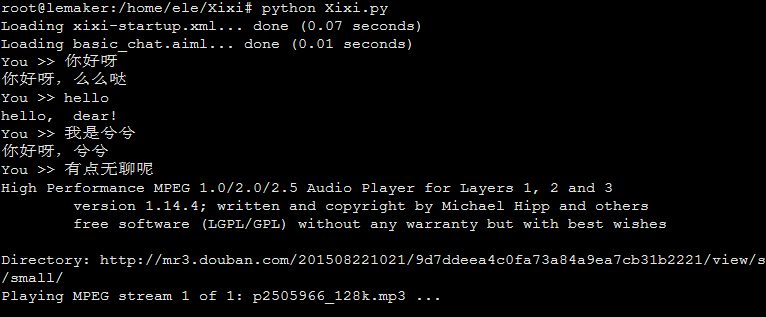 root@lemaker:/home/ele/Xixi# python Xixi.py
Loading xixi-startup.xml... done (0.07 seconds)
Loading basic_chat.aiml... done (0.01 seconds)
You >> 你好呀
你好呀，么么哒
You >> hello
hello,  dear!
You >> 我是兮兮
你好呀，兮兮
You >> 有点无聊呢
High Performance MPEG 1.0/2.0/2.5 Audio Player for Layers 1, 2 and 3
        version 1.14.4; written and copyright by Michael Hipp and others
        free software (LGPL/GPL) without any warranty but with best wishes
Directory: http://mr3.douban.com/201508221021/9d7ddeea4c0fa73a84a9ea7cb31b2221/view/s
/small/
Playing MPEG stream 1 of 1: p2505966_128k.mp3 ...